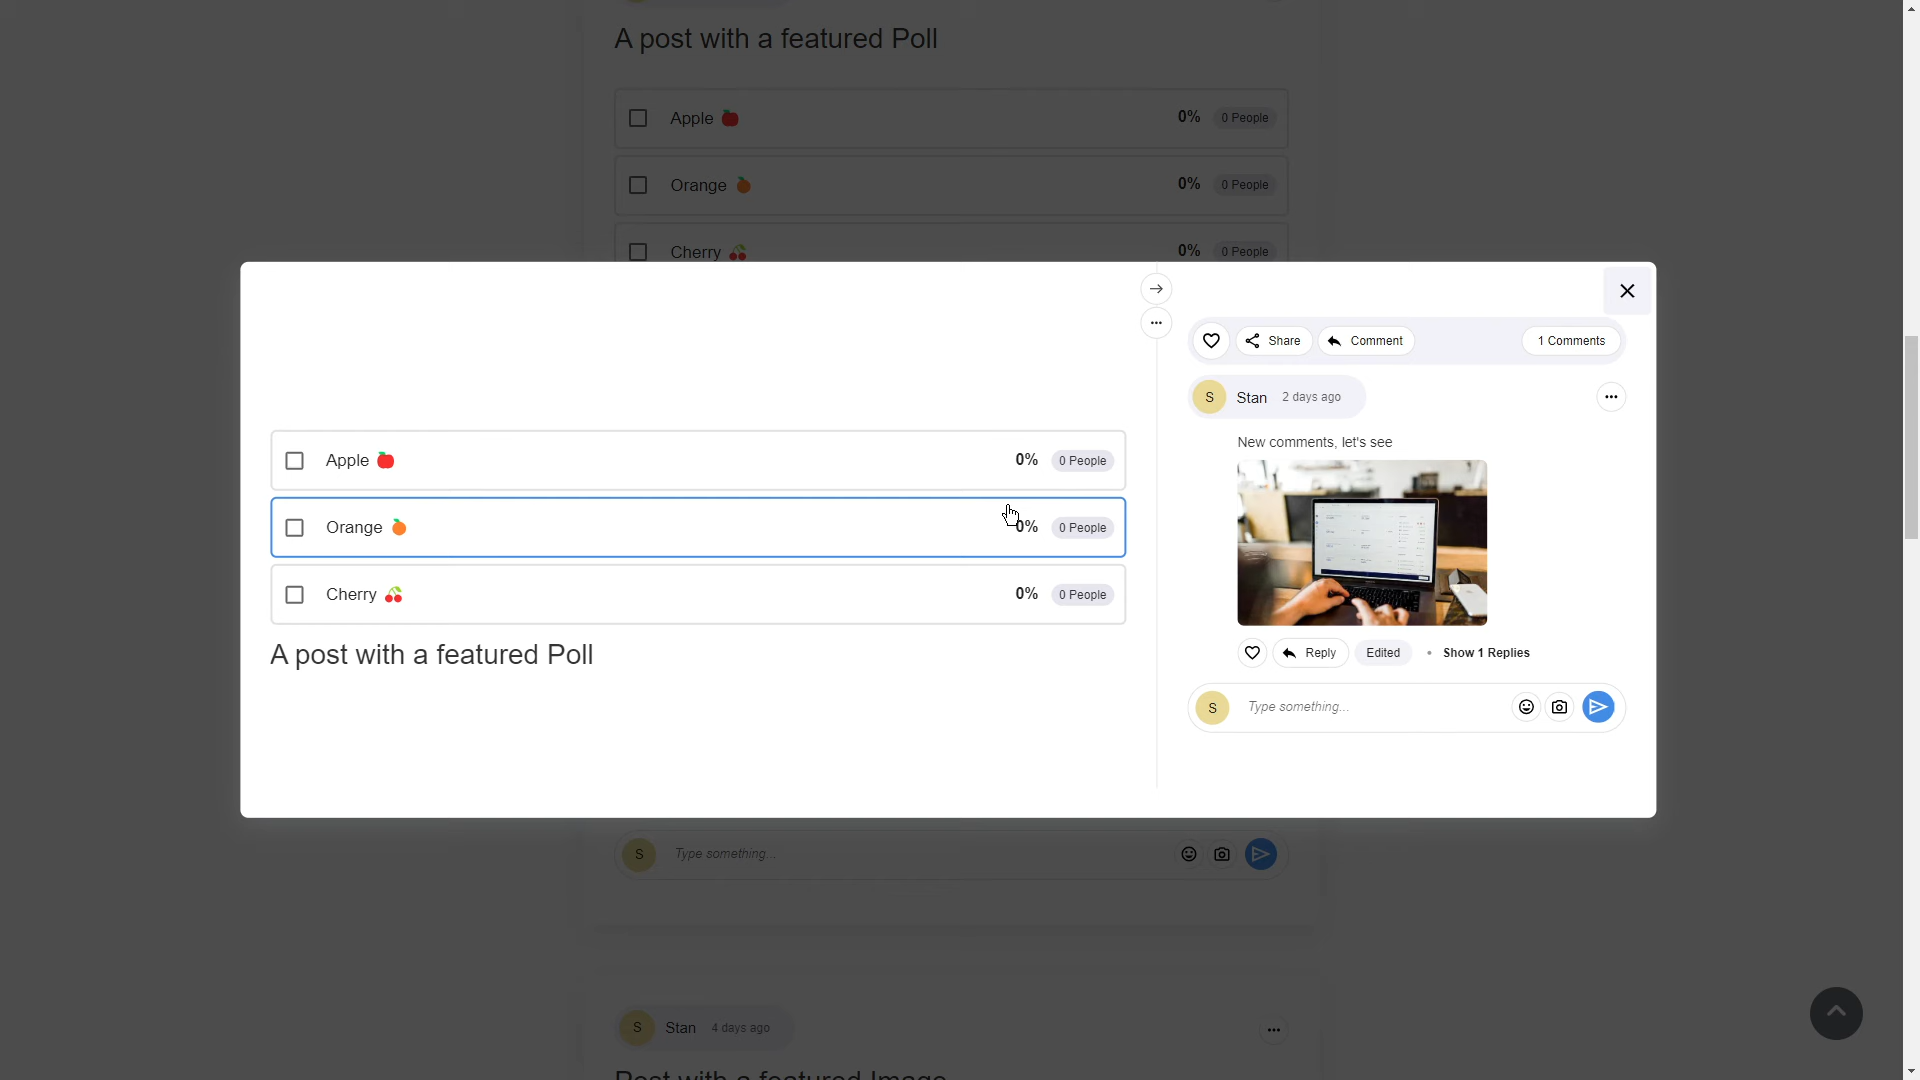 A post with a featured Poll
Apple 0% 0 People
Orange 0% 0 People
Cherry 0% 0 People
Share Comment 1 Comments
S Stan 2 days ago
New comments, let's see
Apple 0% 0 People
Orange 0% 0 People
Cherry 0% 0 People
A post with a featured Poll
Reply Edited • Show 1 Replies
S Type something...
S Type something...
S Stan 4 days ago
Post with a featured Image